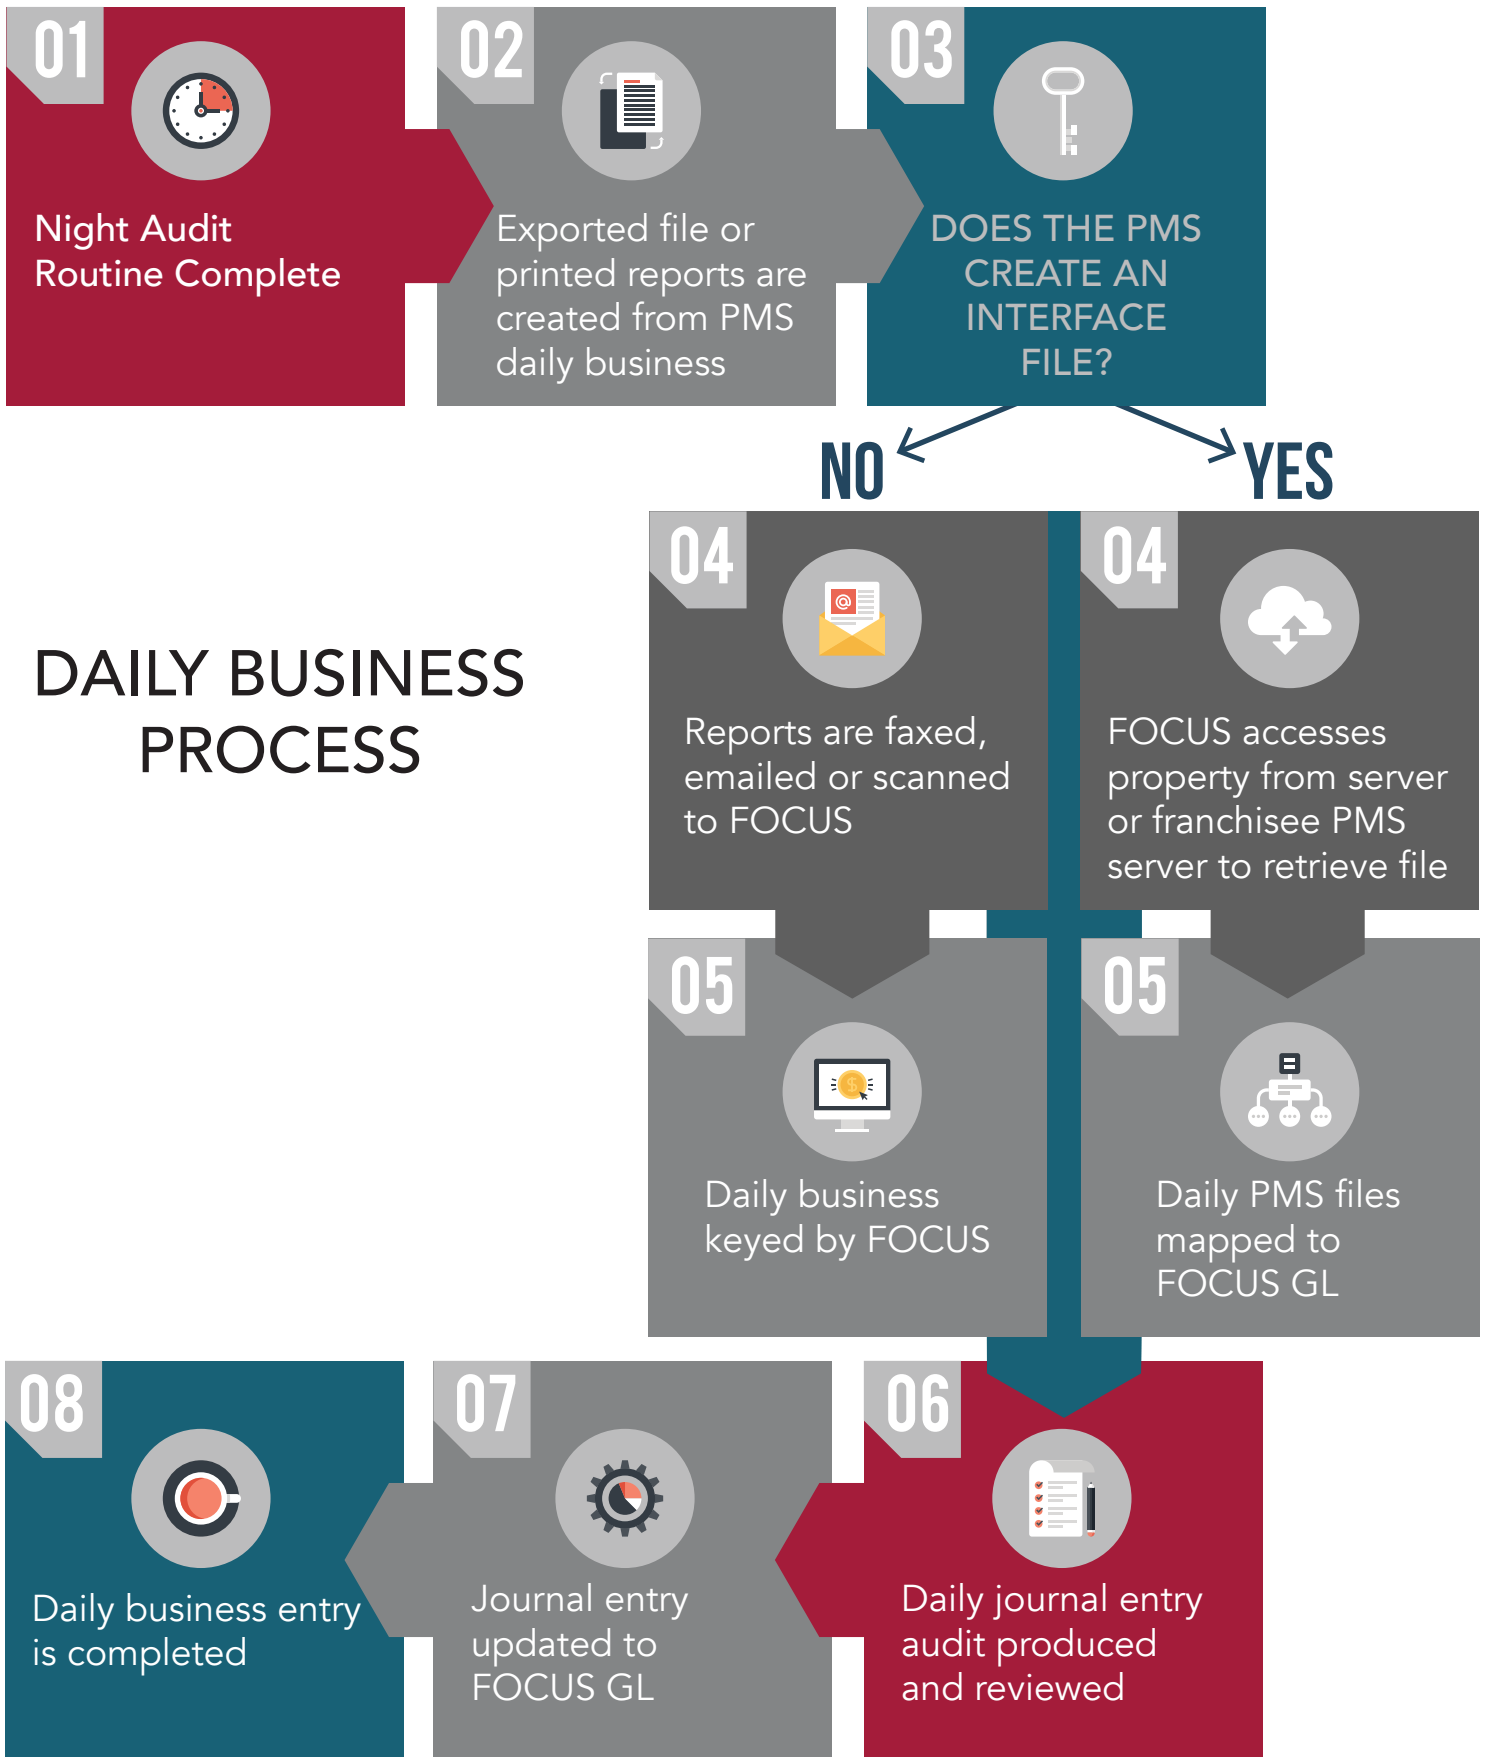 01
Night Audit
Routine Complete
02
Exported file or
printed reports are
created from PMS
daily business
03
DOES THE PMS
CREATE AN
INTERFACE
FILE?
NO
YES
DAILY BUSINESS
PROCESS
04
Reports are faxed,
emailed or scanned
to FOCUS
04
FOCUS accesses
property from server
or franchisee PMS
server to retrieve file
05
Daily business
keyed by FOCUS
05
Daily PMS files
mapped to
FOCUS GL
06
Daily journal entry
audit produced
and reviewed
07
Journal entry
updated to
FOCUS GL
08
Daily business entry
is completed